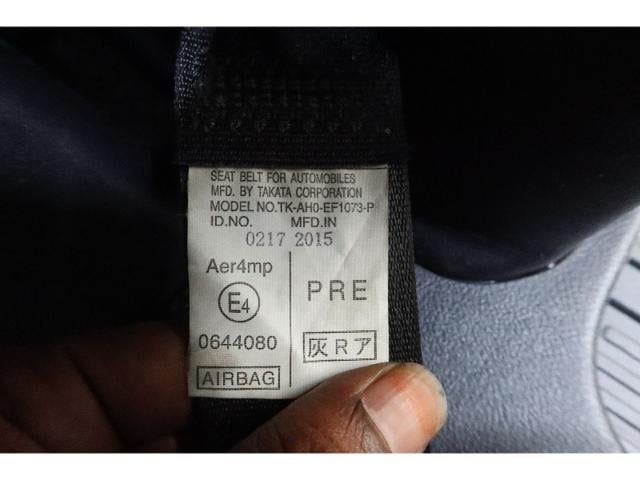 SEAT BELT FOR AUTOMOBILES
MFD. BY TAKATA CORPORATION
MODEL NO.TK-AH0-EF1073-P
ID.NO. MFD.IN
0217 2015
Aer4mp
E4
0644080
AIRBAG
PRE
灰Rア